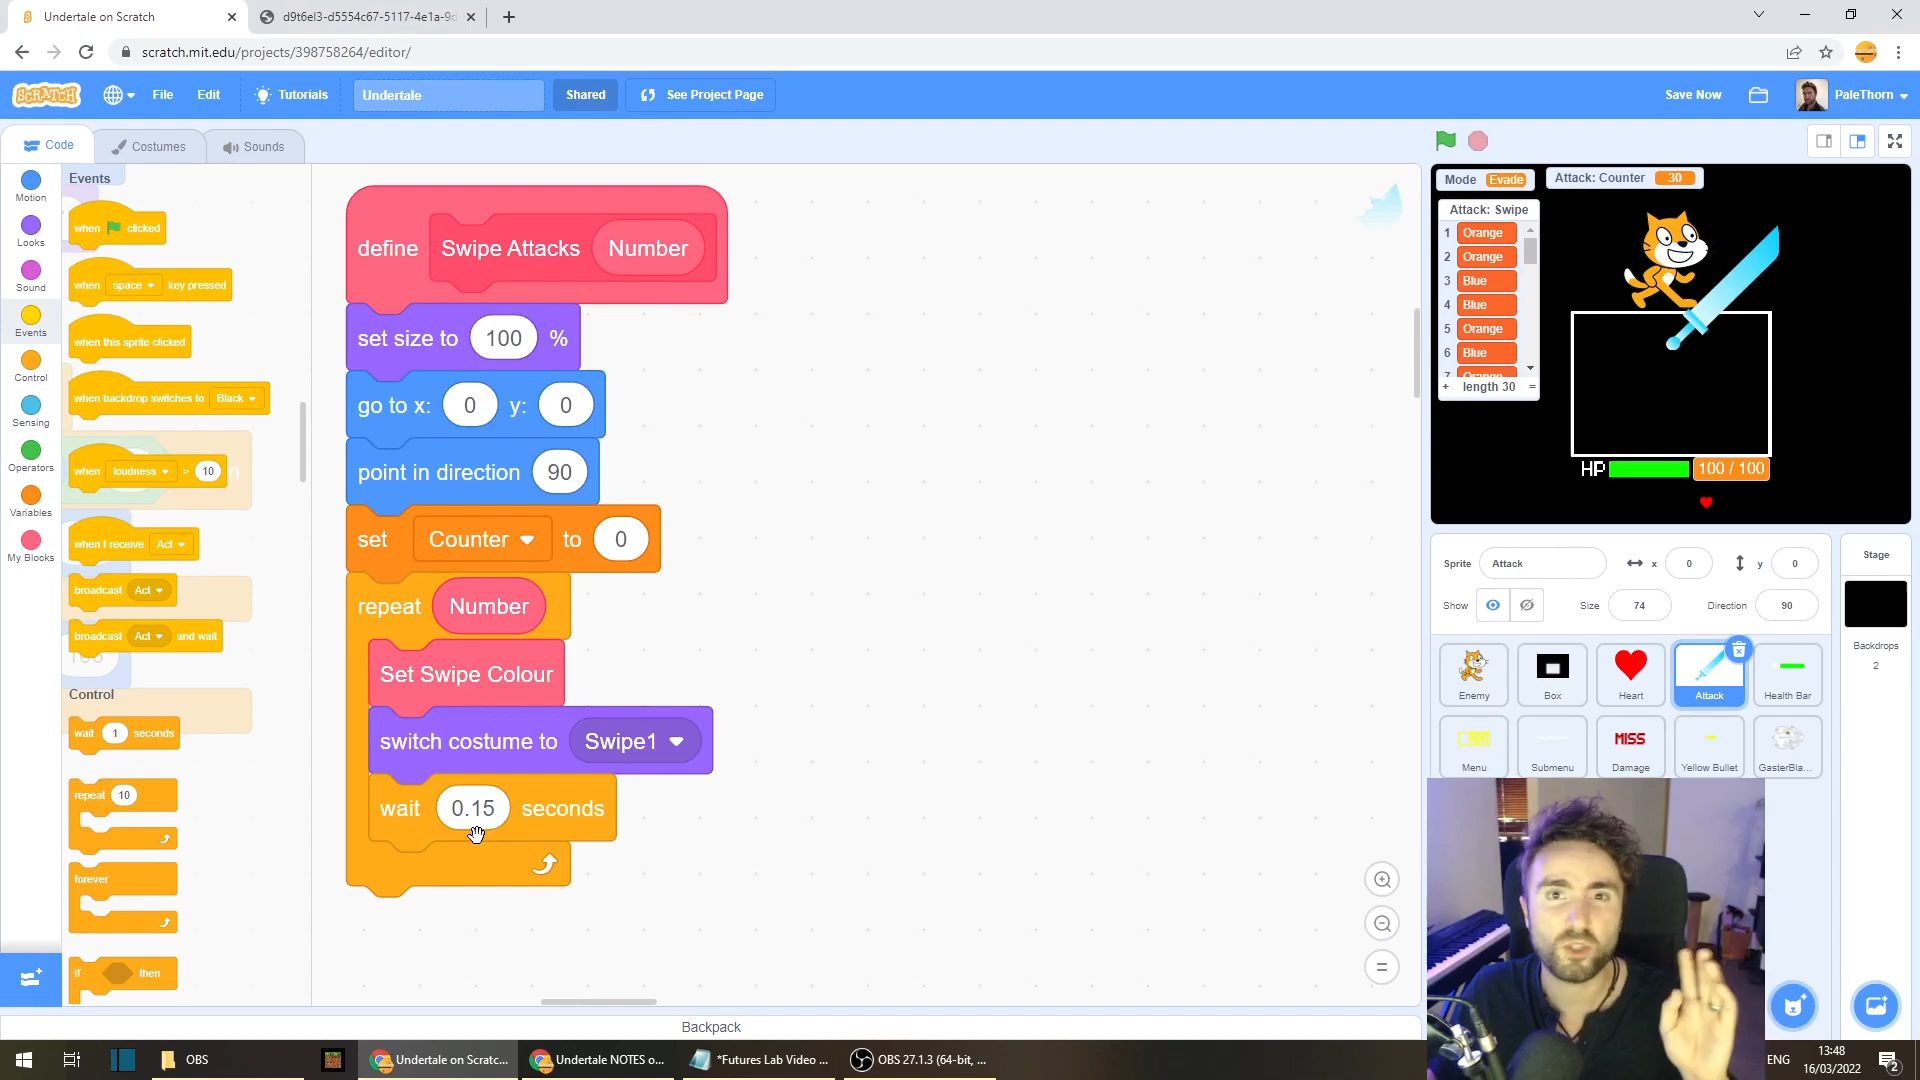 Undertale on Scratch
d9t6el3-d5554c67-5117-4e1a-9d
scratch.mit.edu/projects/398758264/editor/
SCRATCH
File
Edit
Tutorials
Undertale
Shared
See Project Page
Save Now
PaleThorn
Code
Costumes
Sounds
Motion
Looks
Sound
Events
Control
Sensing
Operators
Variables
My Blocks
Events
when clicked
when space key pressed
when this sprite clicked
when backdrop switches to Black
when loudness > 10
when I receive Act
broadcast Act
broadcast Act and wait
Control
wait 1 seconds
repeat 10
forever
if then
define Swipe Attacks Number
set size to 100 %
go to x: 0 y: 0
point in direction 90
set Counter to 0
repeat Number
Set Swipe Colour
switch costume to Swipe1
wait 0.15 seconds
Mode Evade
Attack: Counter 30
Attack: Swipe
1 Orange
2 Orange
3 Blue
4 Blue
5 Orange
6 Blue
7 Orange
+ length 30 =
HP 100 / 100
Sprite Attack x 0 y 0
Show Size 74 Direction 90
Enemy
Box
Heart
Attack
Health Bar
Menu
Submenu
MISS
Damage
Yellow Bullet
GasterBla...
Stage
Backdrops
2
Backpack
OBS
Undertale on Scratc...
Undertale NOTES o...
*Futures Lab Video ...
OBS 27.1.3 (64-bit, ...
ENG
13:48
16/03/2022
2